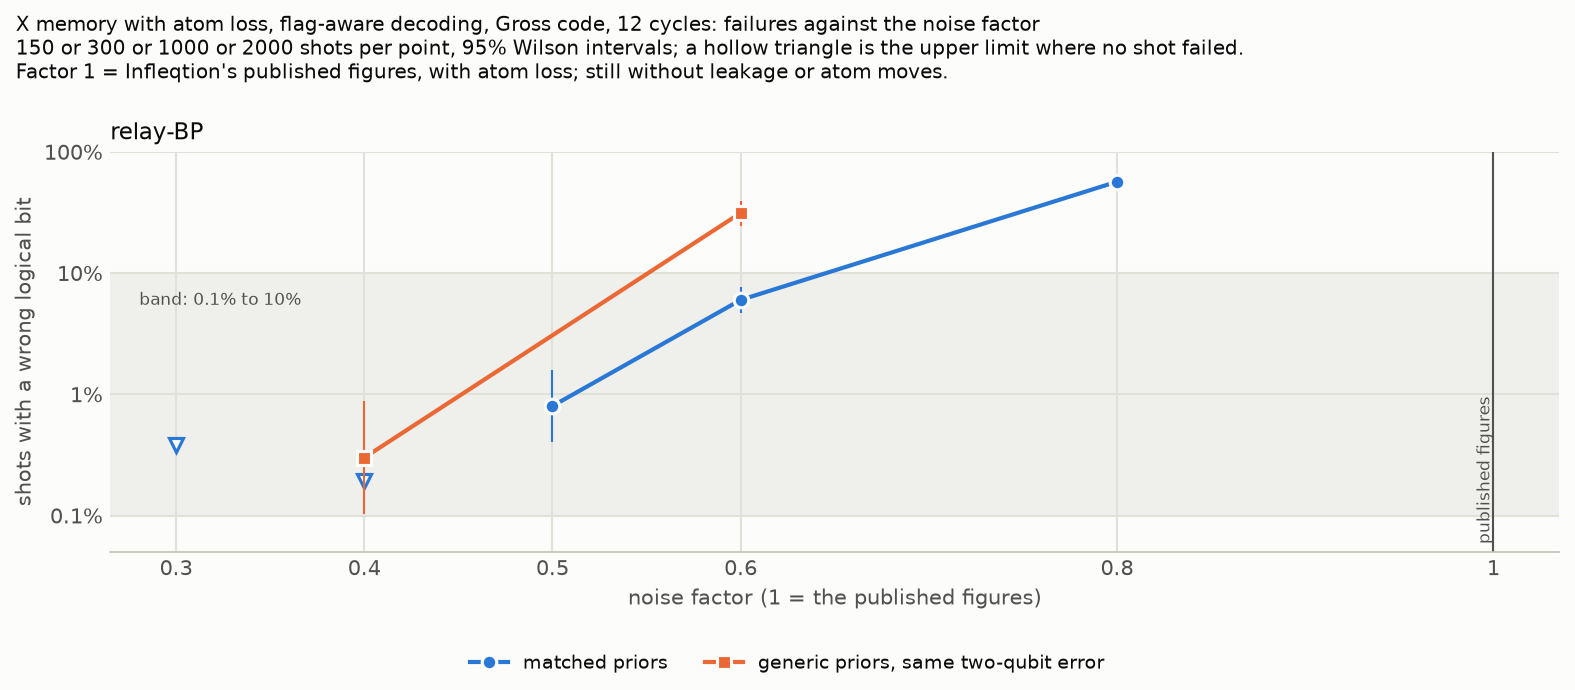 X memory with atom loss, flag-aware decoding, Gross code, 12 cycles: failures against the noise factor
150 or 300 or 1000 or 2000 shots per point, 95% Wilson intervals; a hollow triangle is the upper limit where no shot failed.
Factor 1 = Infleqtion's published figures, with atom loss; still without leakage or atom moves.
relay-BP
100%
10%
1%
0.1%
shots with a wrong logical bit
band: 0.1% to 10%
published figures
0.3
0.4
0.5
0.6
0.8
1
noise factor (1 = the published figures)
matched priors
generic priors, same two-qubit error